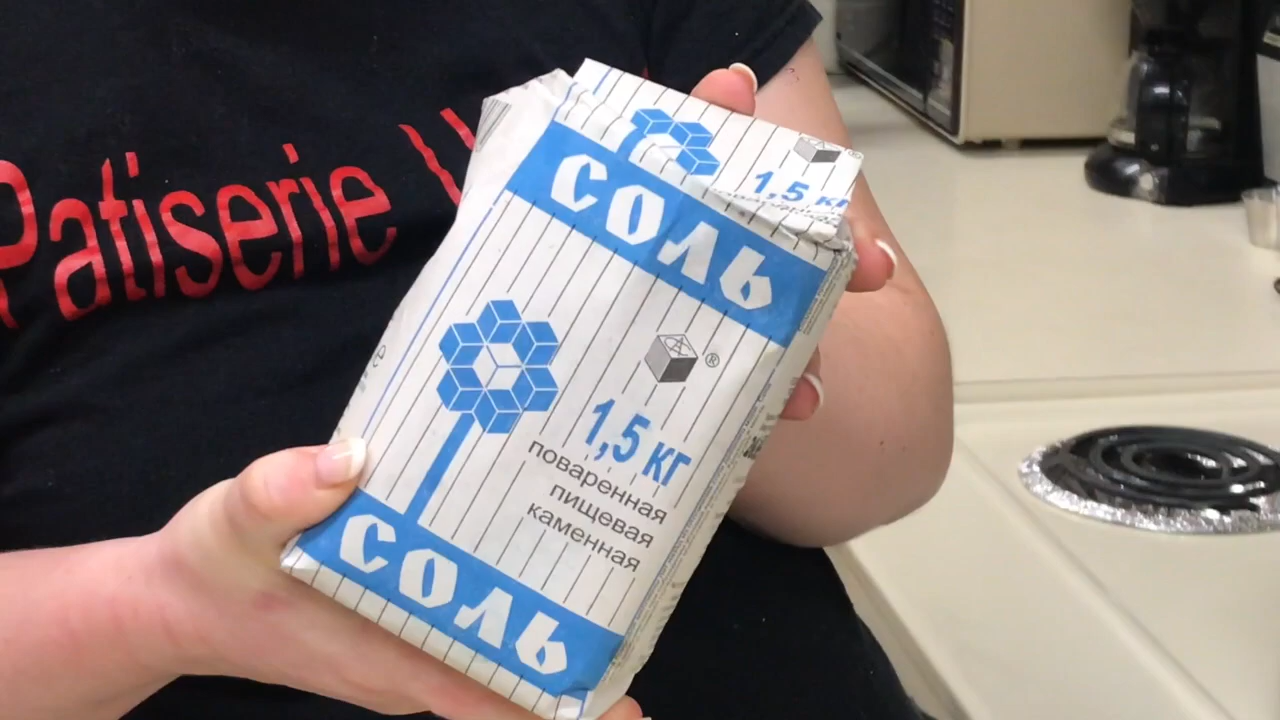 Patiserie
1,5 кг
соль
®
1,5 кг
поваренная
пищевая
каменная
соль